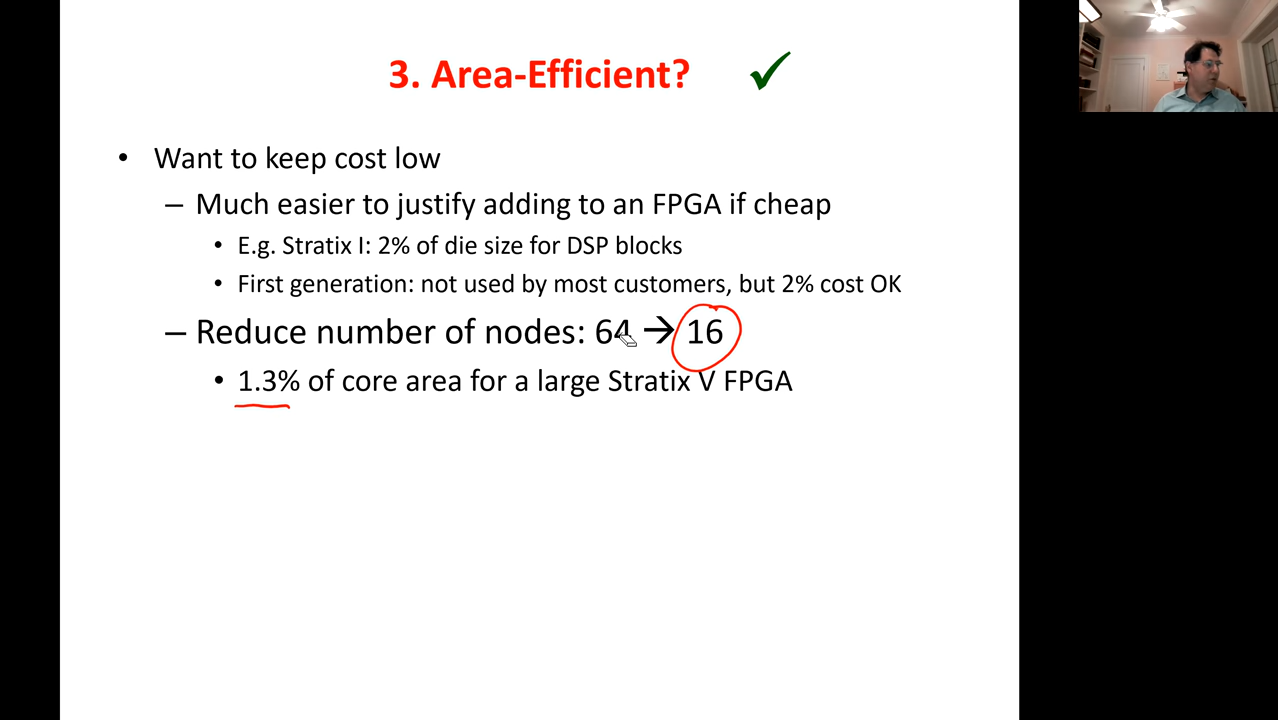 3. Area-Efficient? ✓
• Want to keep cost low
– Much easier to justify adding to an FPGA if cheap
• E.g. Stratix I: 2% of die size for DSP blocks
• First generation: not used by most customers, but 2% cost OK
– Reduce number of nodes: 64 → 16
• 1.3% of core area for a large Stratix V FPGA